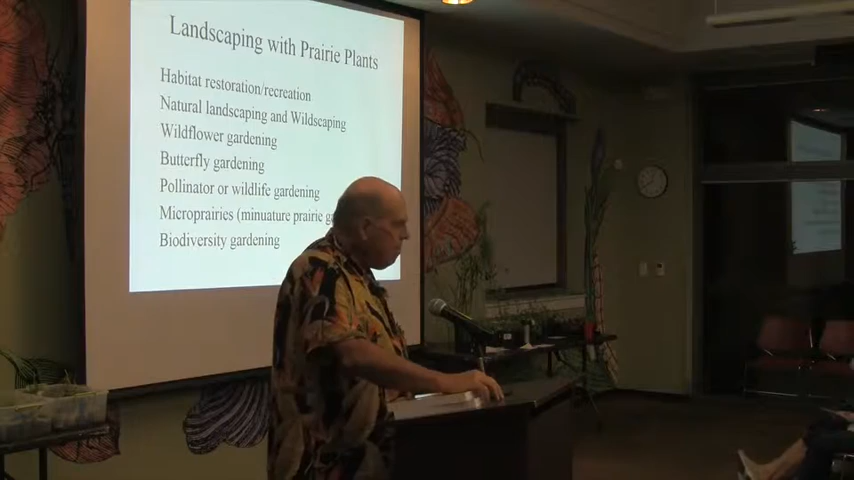 Landscaping with Prairie Plants
Habitat restoration/recreation
Natural landscaping and Wildscaping
Wildflower gardening
Butterfly gardening
Pollinator or wildlife gardening
Microprairies (minuature prairie
Biodiversity gardening